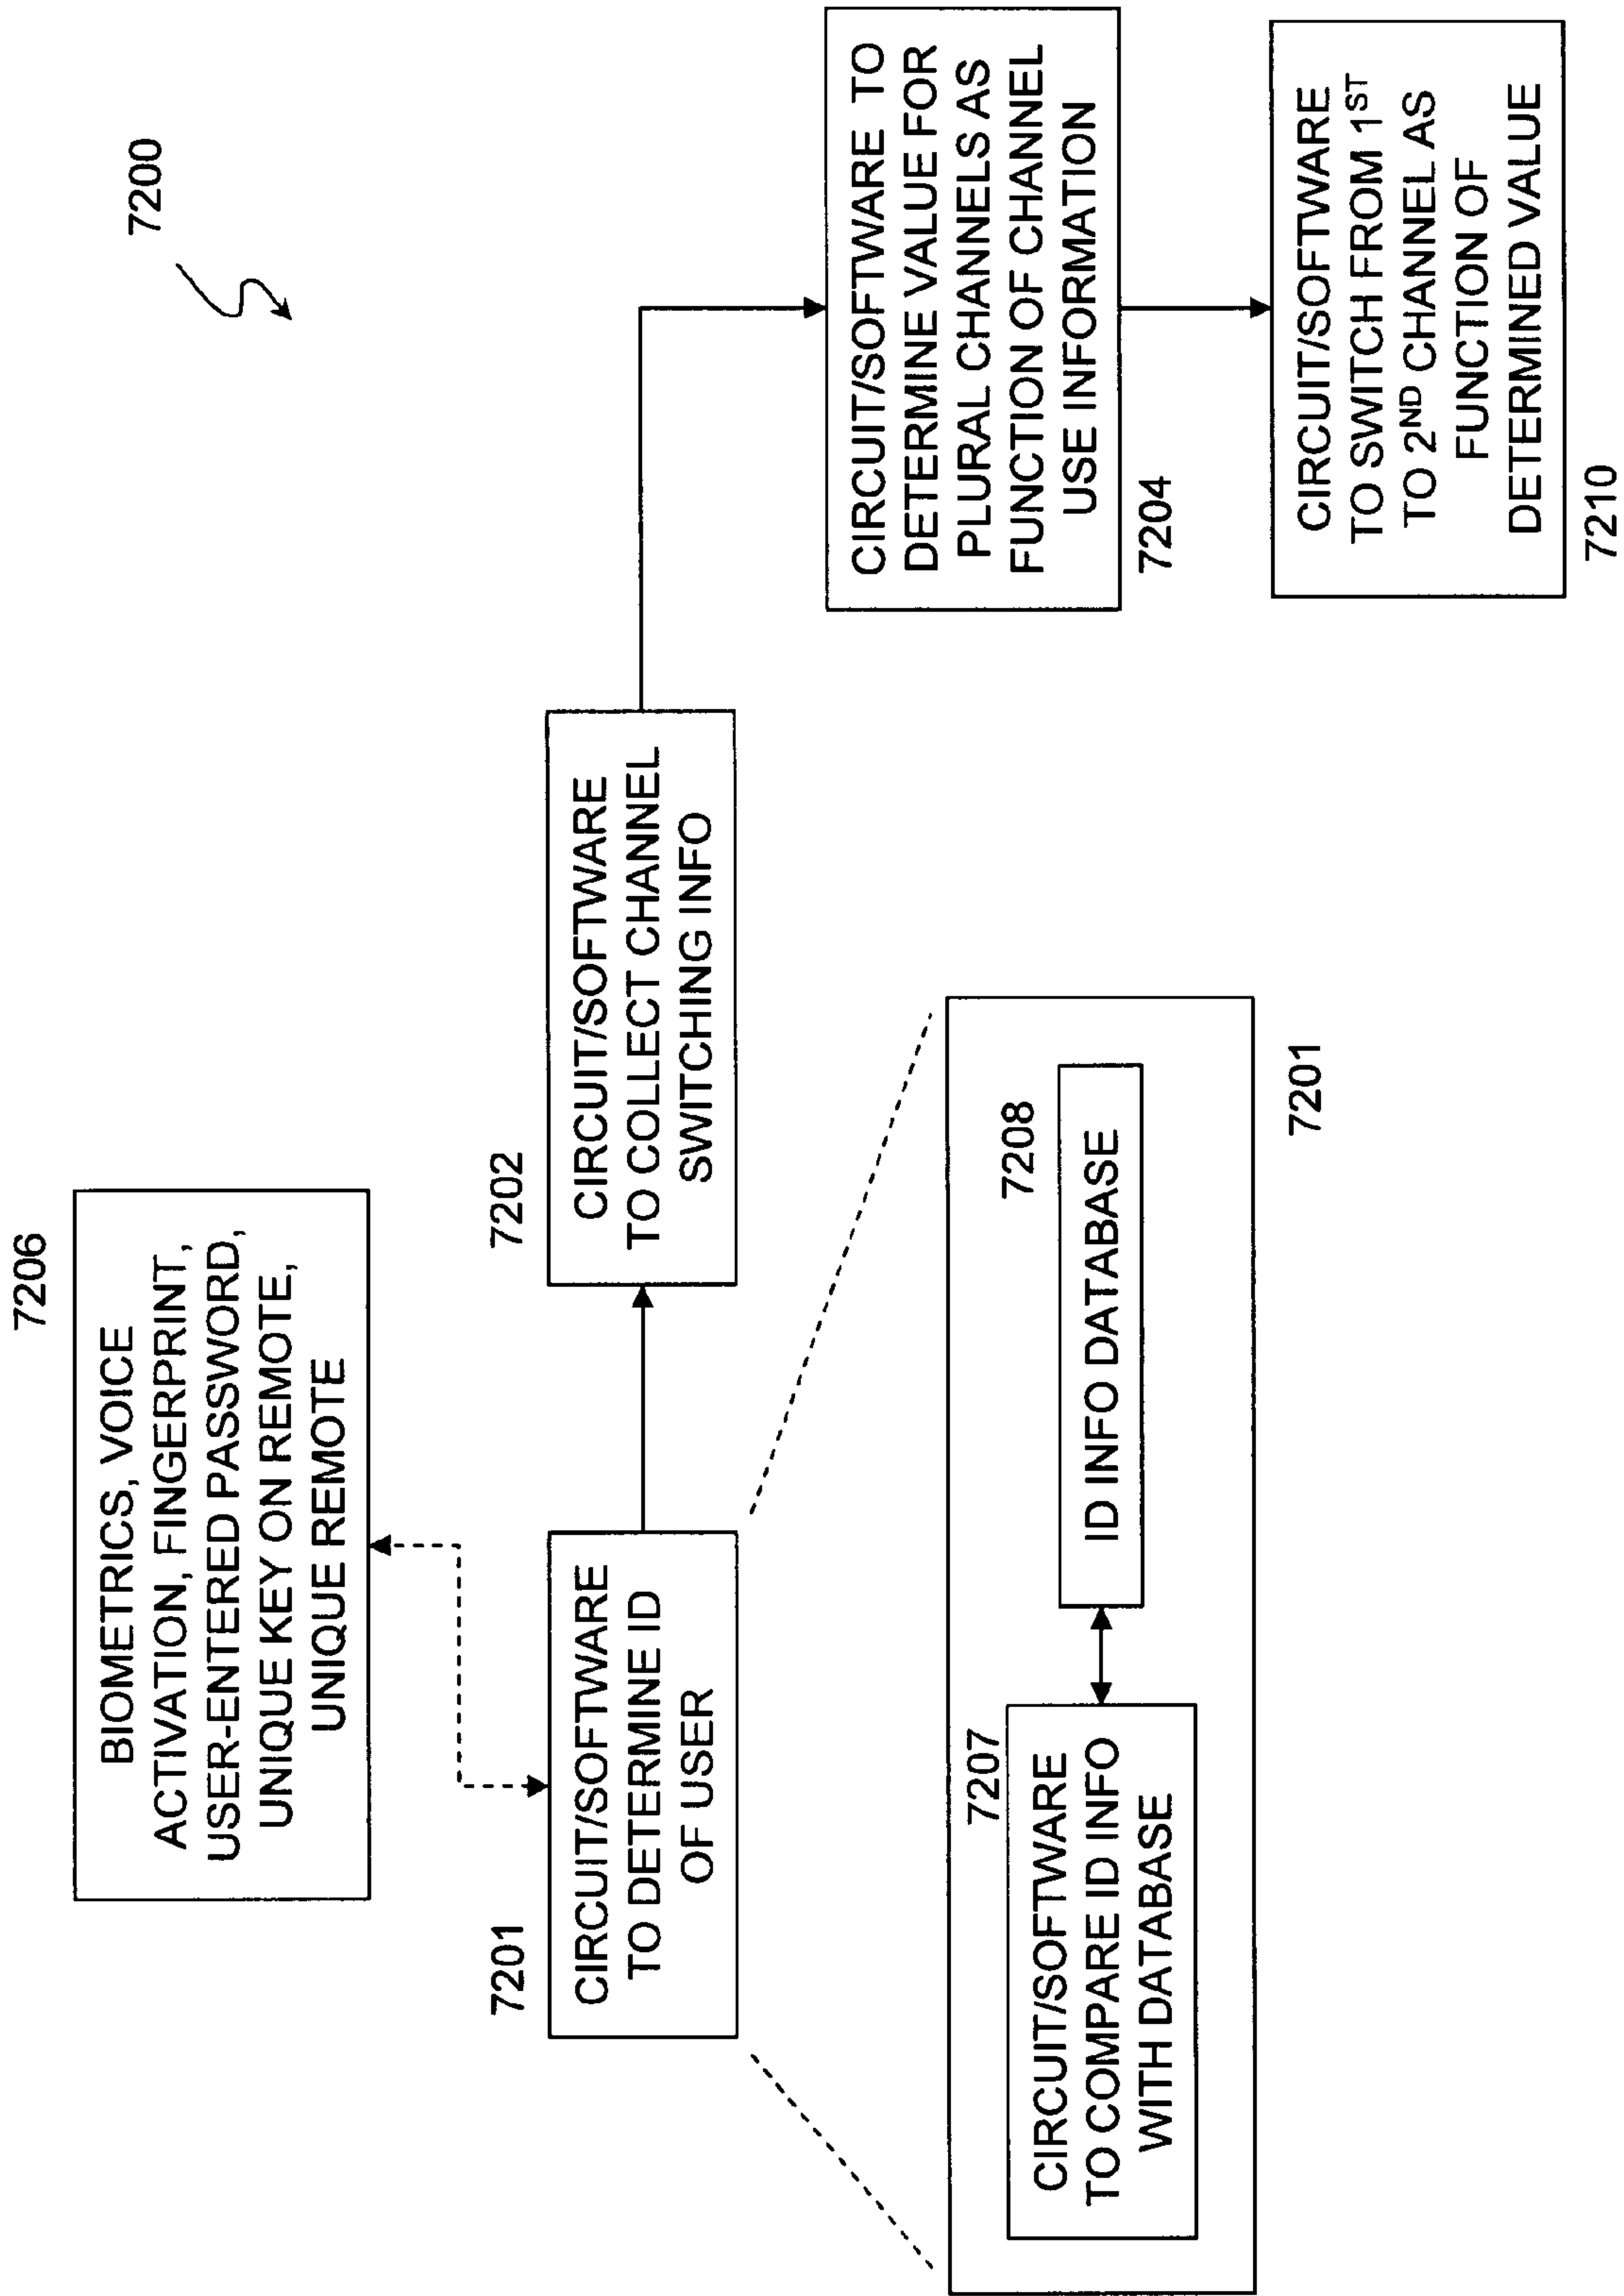 7200
7206
BIOMETRICS, VOICE
ACTIVATION, FINGERPRINT,
USER-ENTERED PASSWORD,
UNIQUE KEY ON REMOTE,
UNIQUE REMOTE
7201
CIRCUIT/SOFTWARE
TO DETERMINE ID
OF USER
7202
CIRCUIT/SOFTWARE
TO COLLECT CHANNEL
SWITCHING INFO
CIRCUIT/SOFTWARE TO
DETERMINE VALUE FOR
PLURAL CHANNELS AS
FUNCTION OF CHANNEL
USE INFORMATION
7204
CIRCUIT/SOFTWARE
TO SWITCH FROM 1ST
TO 2ND CHANNEL AS
FUNCTION OF
DETERMINED VALUE
7210
7207
CIRCUIT/SOFTWARE
TO COMPARE ID INFO
WITH DATABASE
7208
ID INFO DATABASE
7201